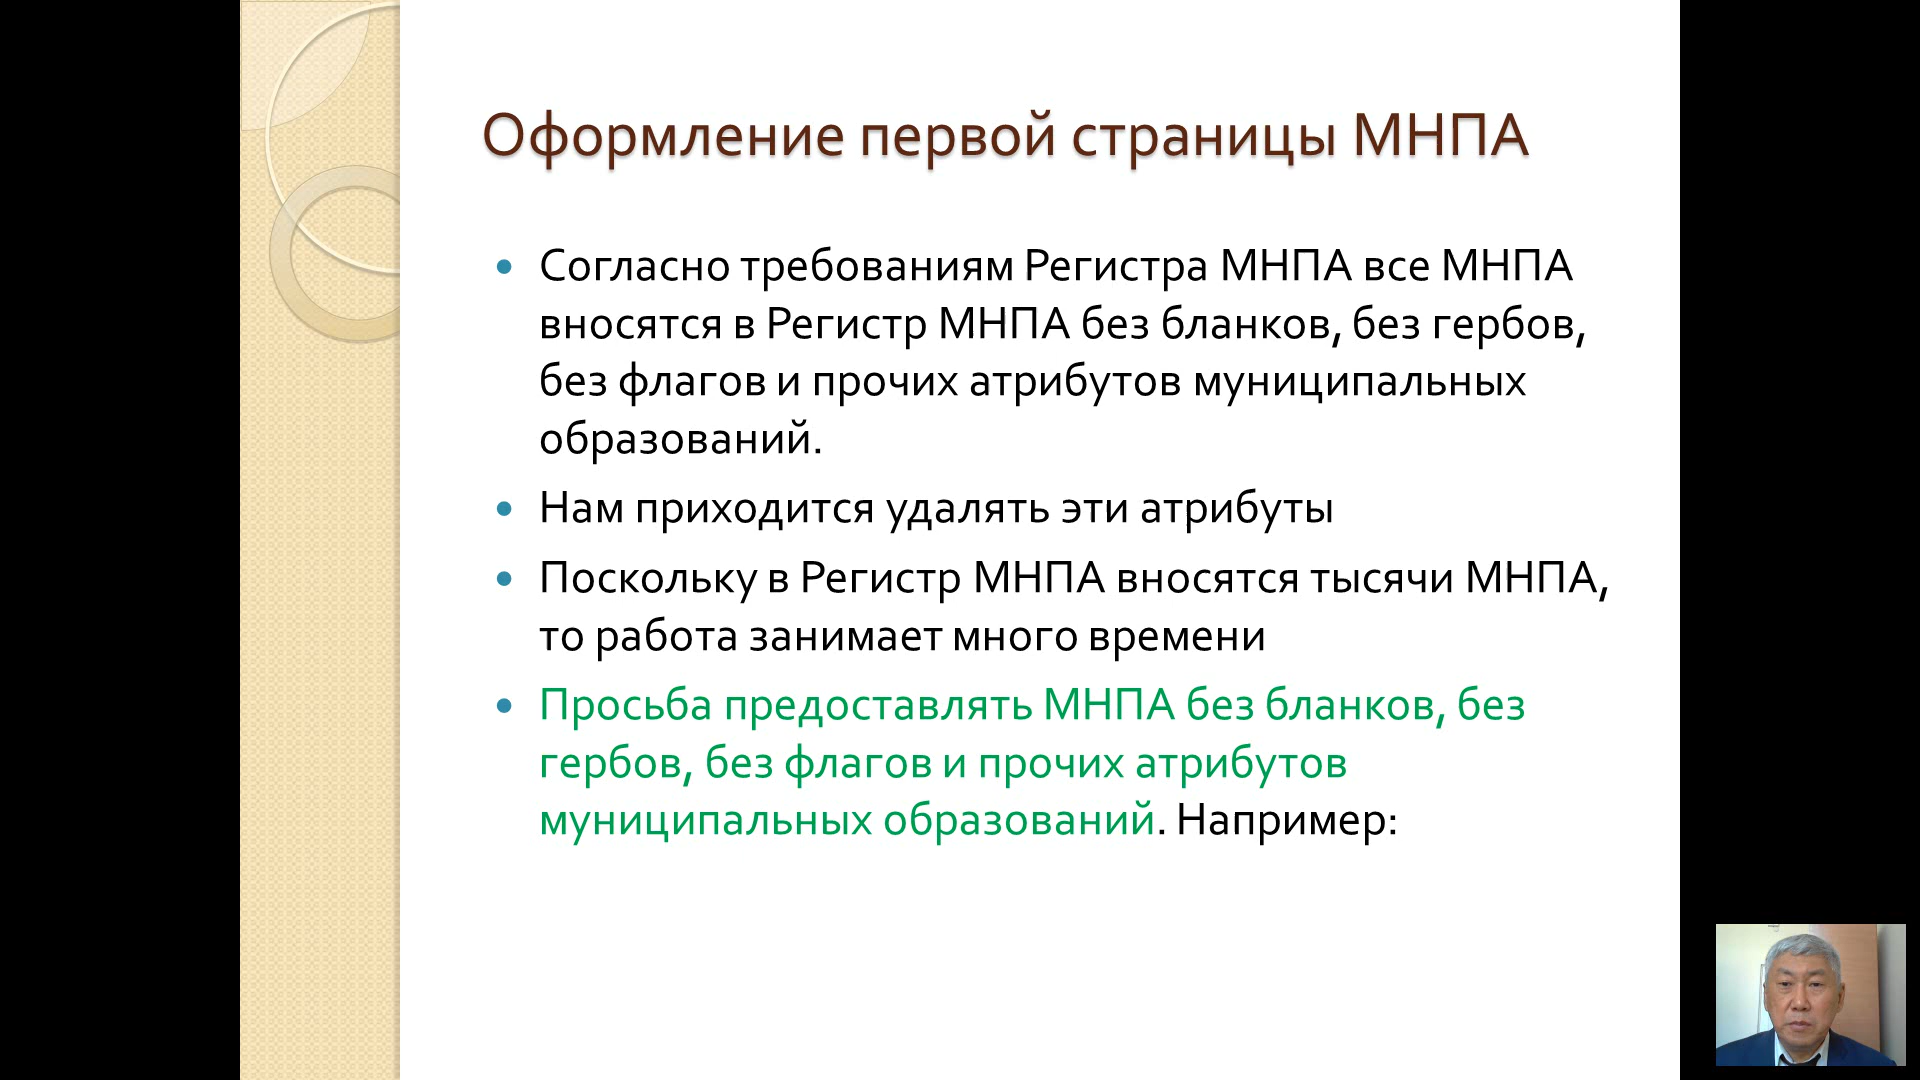 Оформление первой страницы МНПА
• Согласно требованиям Регистра МНПА все МНПА
вносятся в Регистр МНПА без бланков, без гербов,
без флагов и прочих атрибутов муниципальных
образований.
• Нам приходится удалять эти атрибуты
• Поскольку в Регистр МНПА вносятся тысячи МНПА,
то работа занимает много времени
• Просьба предоставлять МНПА без бланков, без
гербов, без флагов и прочих атрибутов
муниципальных образований. Например: